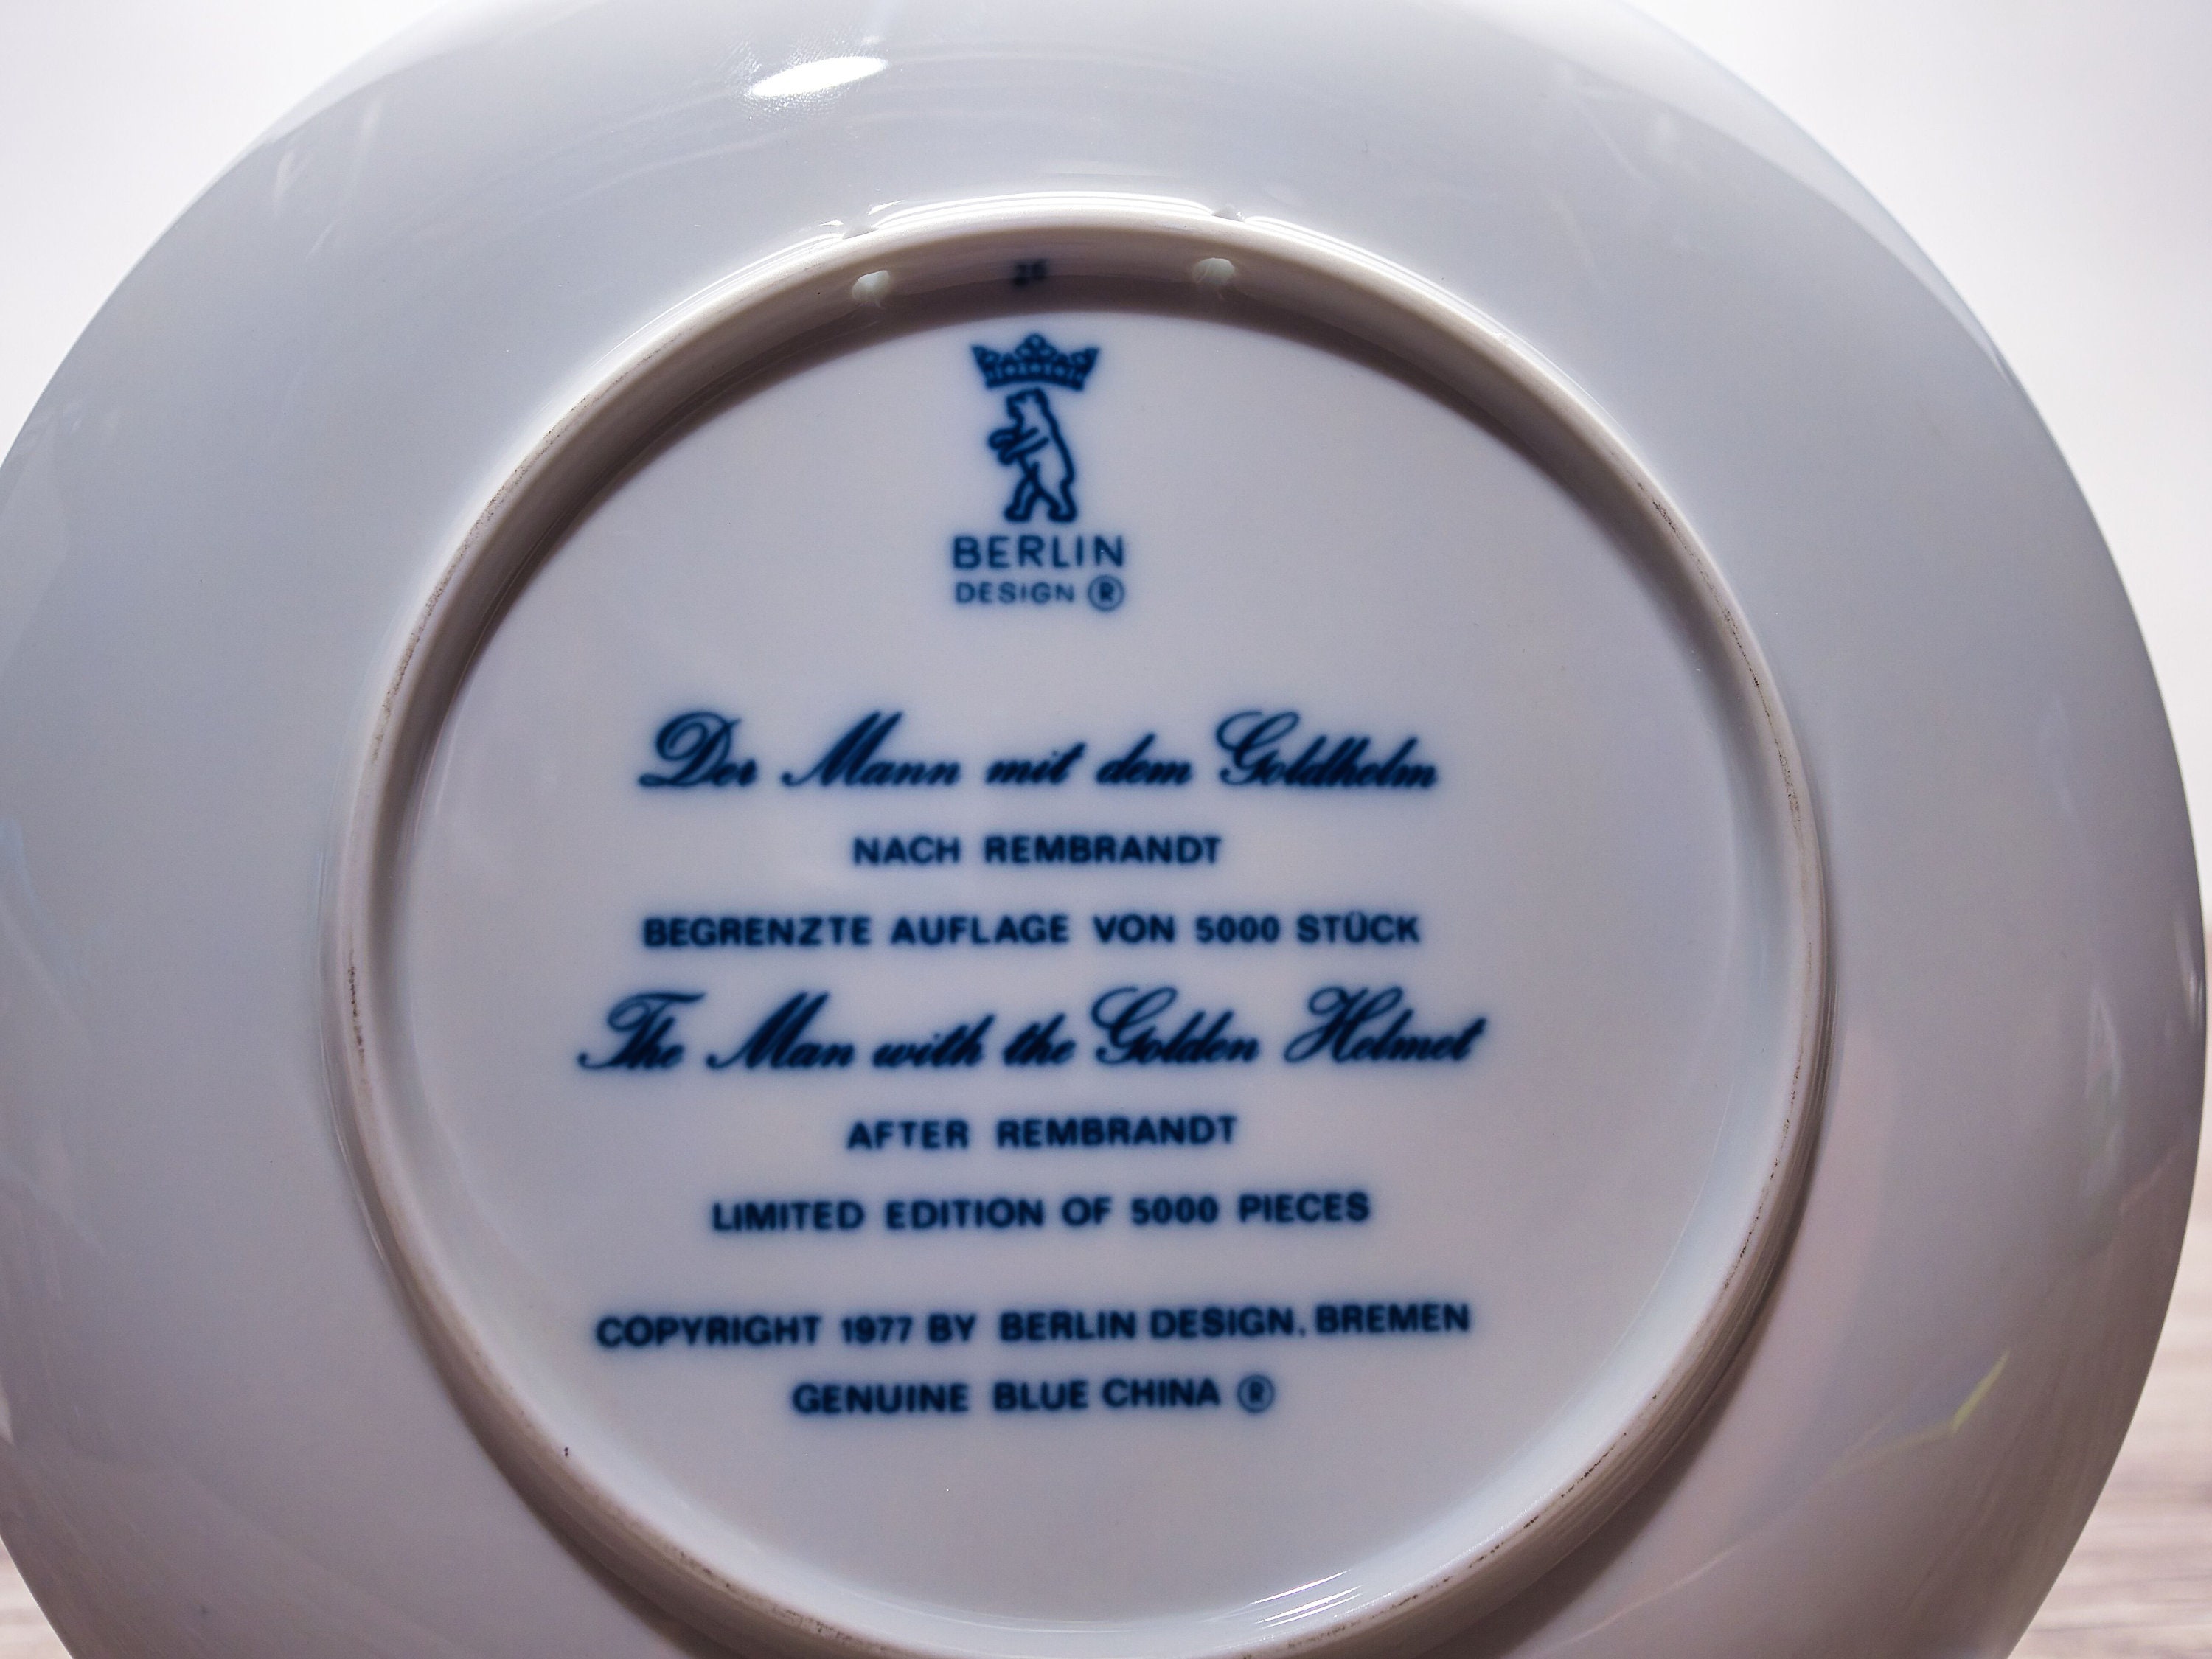 BERLIN
DESIGN ®
Der Mann mit dem Goldhelm
NACH REMBRANDT
BEGRENZTE AUFLAGE VON 5000 STÜCK
The Man with the Golden Helmet
AFTER REMBRANDT
LIMITED EDITION OF 5000 PIECES
COPYRIGHT 1977 BY BERLIN DESIGN, BREMEN
GENUINE BLUE CHINA ®